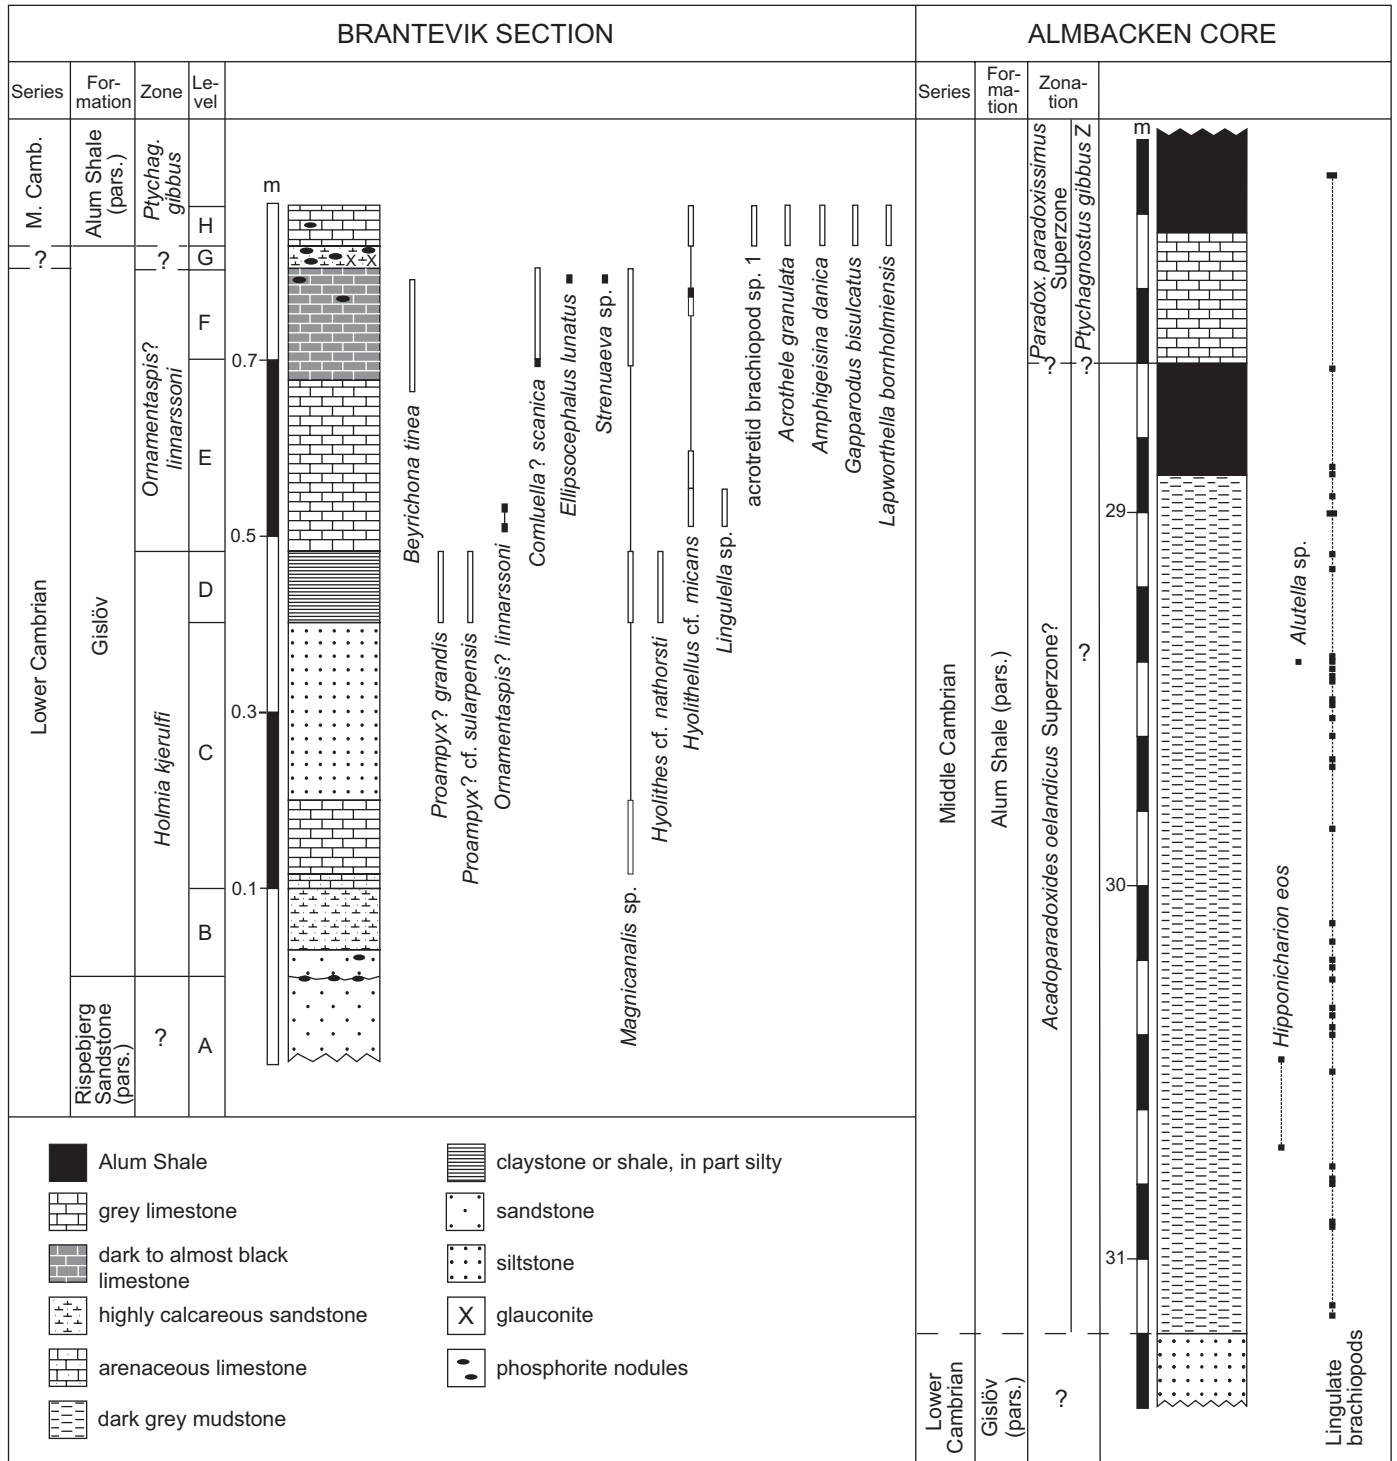 BRANTEVIK SECTION
ALMBACKEN CORE
Series
For-
mation
Zone
Le-
vel
Series
For-
ma-
tion
Zona-
tion
M. Camb.
Alum Shale
(pars.)
Ptychag.
gibbus
H
?
?
G
Lower Cambrian
Gislöv
Ornamentaspis?
linnarssoni
F
E
Holmia kjerulfi
D
C
B
Rispebjerg
Sandstone
(pars.)
?
A
m
0.7
0.5
0.3
0.1
X X
Beyrichona tinea
Proampyx? grandis
Proampyx? cf. sularpensis
Ornamentaspis? linnarssoni
Comluella? scanica
Ellipsocephalus lunatus
Strenuaeva sp.
Magnicanalis sp.
Hyolithes cf. nathorsti
Hyolithellus cf. micans
Lingulella sp.
acrotretid brachiopod sp. 1
Acrothele granulata
Amphigeisina danica
Gapparodus bisulcatus
Lapworthella bornholmiensis
Middle Cambrian
Alum Shale (pars.)
Paradox. paradoxissimus
Superzone
Ptychagnostus gibbus Z
?
?
Acadoparadoxides oelandicus Superzone?
?
Lower
Cambrian
Gislöv
(pars.)
?
m
29
30
31
Alutella sp.
Hipponicharion eos
Lingulate
brachiopods
Alum Shale
grey limestone
dark to almost black
limestone
highly calcareous sandstone
arenaceous limestone
dark grey mudstone
claystone or shale, in part silty
sandstone
siltstone
X
glauconite
phosphorite nodules